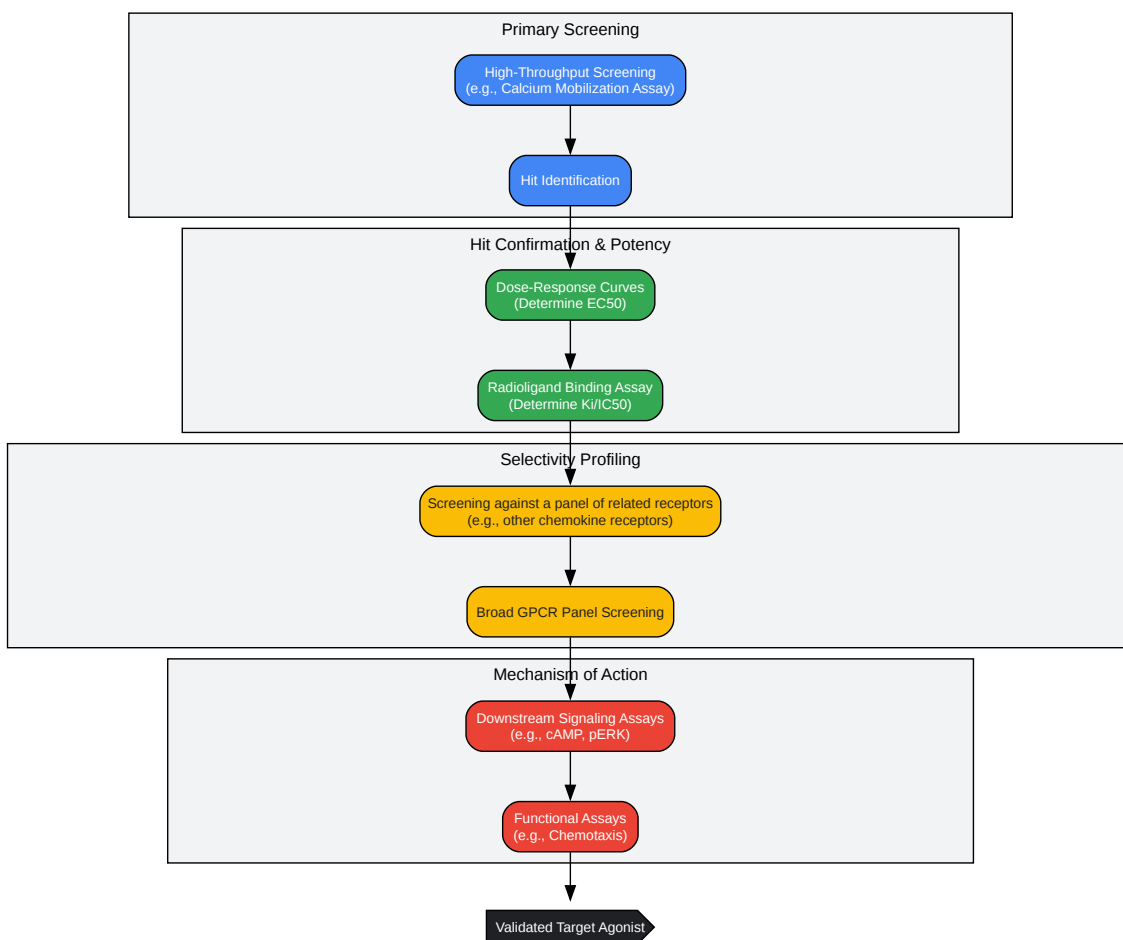 Primary Screening
High-Throughput Screening
(e.g., Calcium Mobilization Assay)
Hit Identification
Hit Confirmation & Potency
Dose-Response Curves
(Determine EC50)
Radioligand Binding Assay
(Determine Ki/IC50)
Selectivity Profiling
Screening against a panel of related receptors
(e.g., other chemokine receptors)
Broad GPCR Panel Screening
Mechanism of Action
Downstream Signaling Assays
(e.g., cAMP, pERK)
Functional Assays
(e.g., Chemotaxis)
Validated Target Agonist